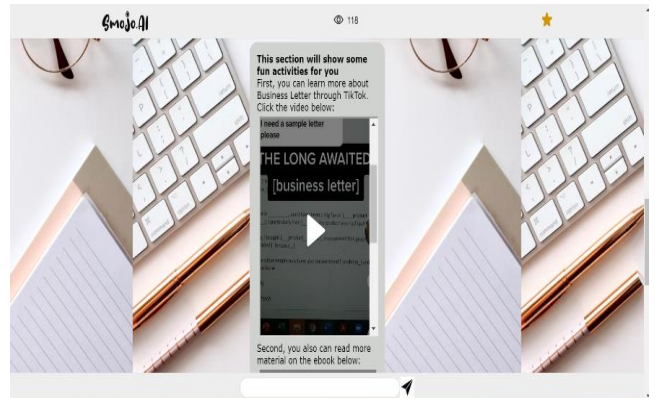 Smojo.AI
118
This section will show some
fun activities for you
First, you can learn more about
Business Letter through TikTok.
Click the video below:
I need a sample letter
please
THE LONG AWAITED
[business letter]
Second, you also can read more
material on the ebook below: